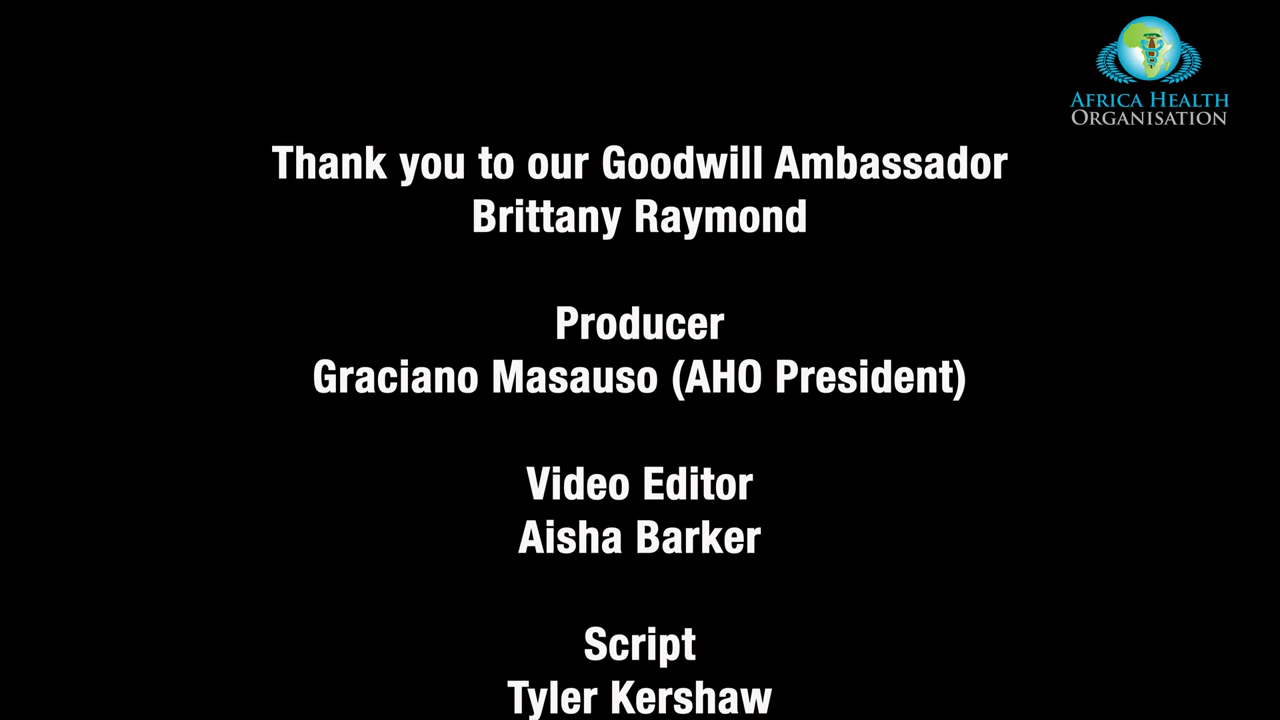 AFRICA HEALTH
ORGANISATION
Thank you to our Goodwill Ambassador
Brittany Raymond
Producer
Graciano Masauso (AHO President)
Video Editor
Aisha Barker
Script
Tyler Kershaw